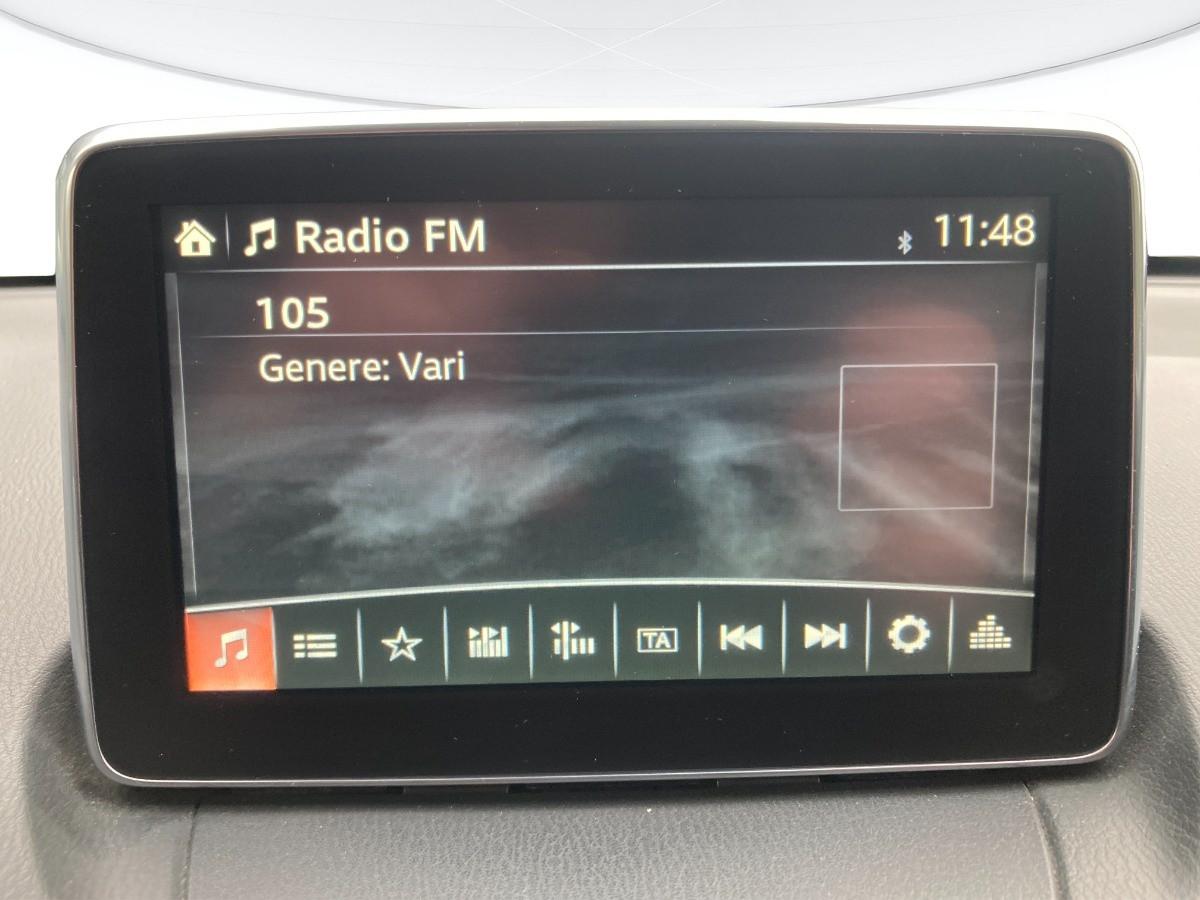 Radio FM
11:48
105
Genere: Vari
TA